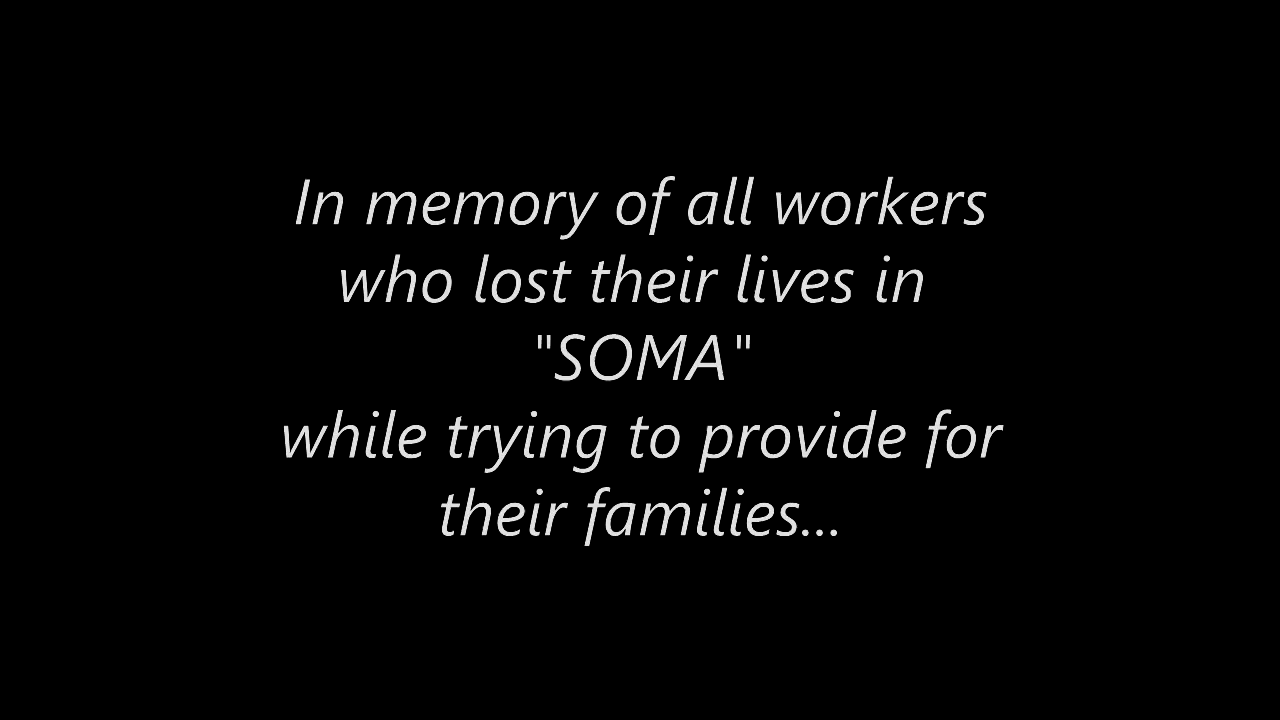 In memory of all workers
who lost their lives in
"SOMA"
while trying to provide for
their families...